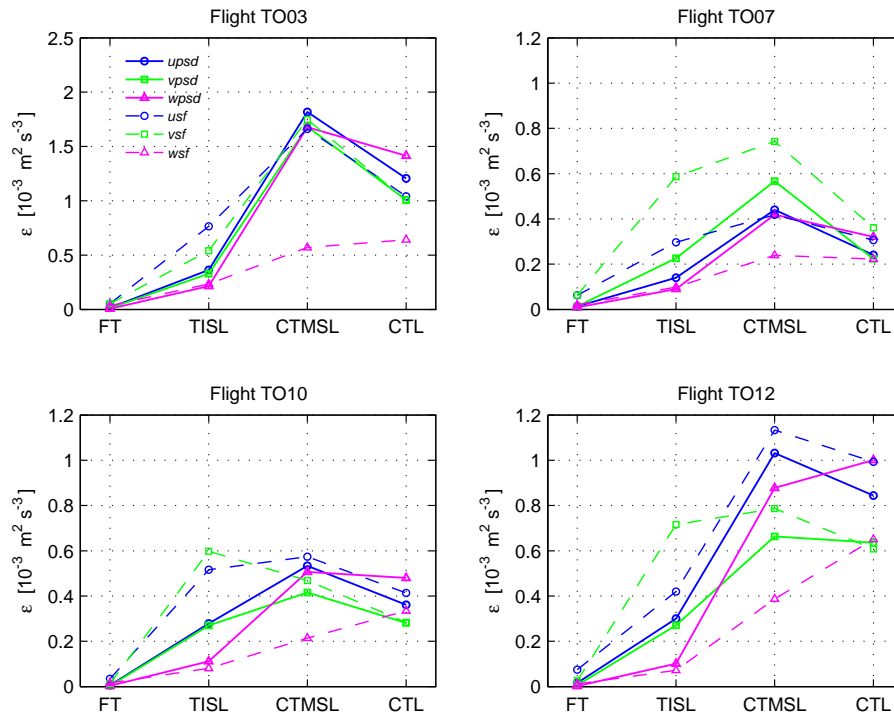 Flight TO03
2.5
2
1.5
1
0.5
0
ε [10⁻³ m² s⁻³]
upsd
vpsd
wpsd
usf
vsf
wsf
FT TISL CTMSL CTL
Flight TO07
1.2
1
0.8
0.6
0.4
0.2
0
ε [10⁻³ m² s⁻³]
FT TISL CTMSL CTL
Flight TO10
1.2
1
0.8
0.6
0.4
0.2
0
ε [10⁻³ m² s⁻³]
FT TISL CTMSL CTL
Flight TO12
1.2
1
0.8
0.6
0.4
0.2
0
ε [10⁻³ m² s⁻³]
FT TISL CTMSL CTL